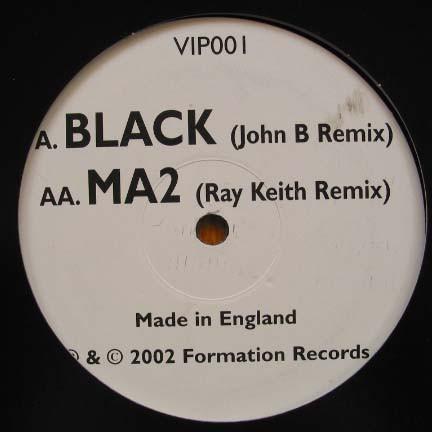 VIP001
A. BLACK (John B Remix)
AA. MA2 (Ray Keith Remix)
Made in England
℗ & © 2002 Formation Records